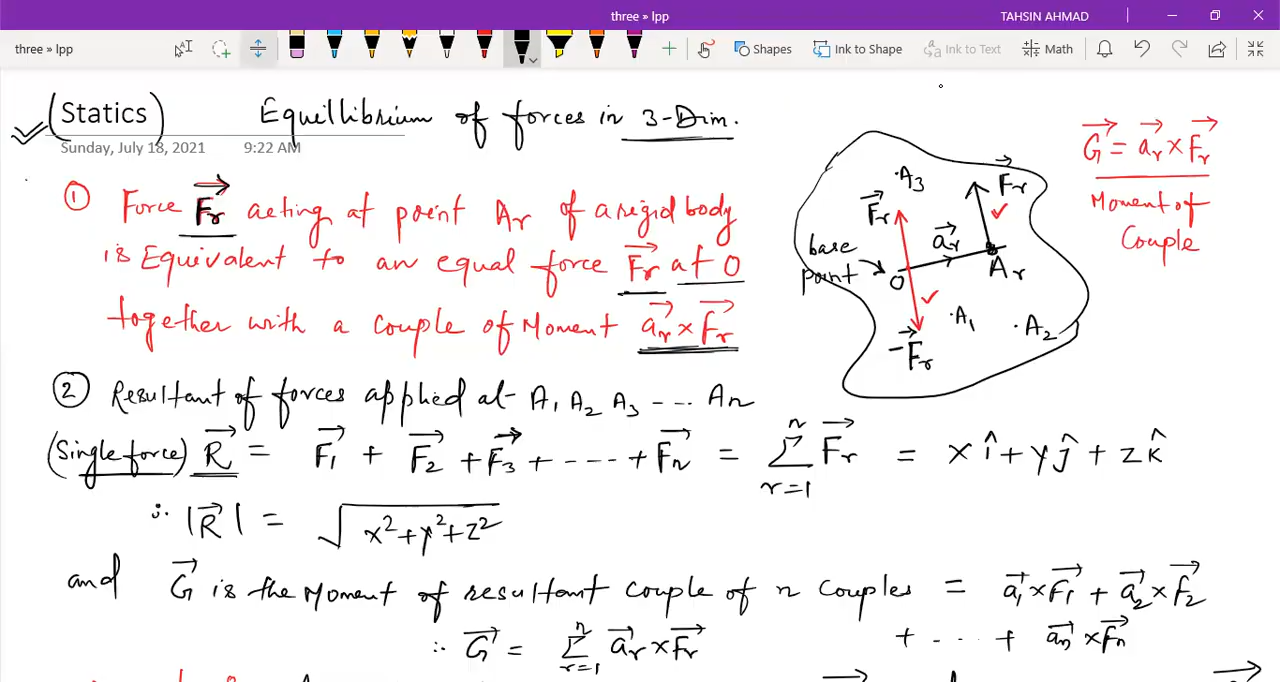 three » lpp
TAHSIN AHMAD
three » lpp
Shapes
Ink to Shape
Ink to Text
Math
(Statics) Equillibrium of forces in 3-Dim.
Sunday, July 18, 2021 9:22 AM
① Force F⃗r acting at point Ar of a rigid body
is Equivalent to an equal force F⃗r at O
together with a couple of Moment a⃗r × F⃗r
A3
F⃗r
F⃗r
base
point
O
a⃗r
Ar
A1
A2
-F⃗r
G⃗ = a⃗r × F⃗r
Moment of
Couple
② Resultant of forces applied at A1 A2 A3 --- An
(Single force) R⃗ = F⃗1 + F⃗2 + F⃗3 + ---- + F⃗n = Σ(r=1 to n) F⃗r = x î + y ĵ + z k̂
∴ |R⃗| = √(x²+y²+z²)
and G⃗ is the Moment of resultant couple of n couples = a⃗1 × F⃗1 + a⃗2 × F⃗2
+ ---- + a⃗n × F⃗n
∴ G⃗ = Σ(r=1 to n) a⃗r × F⃗r